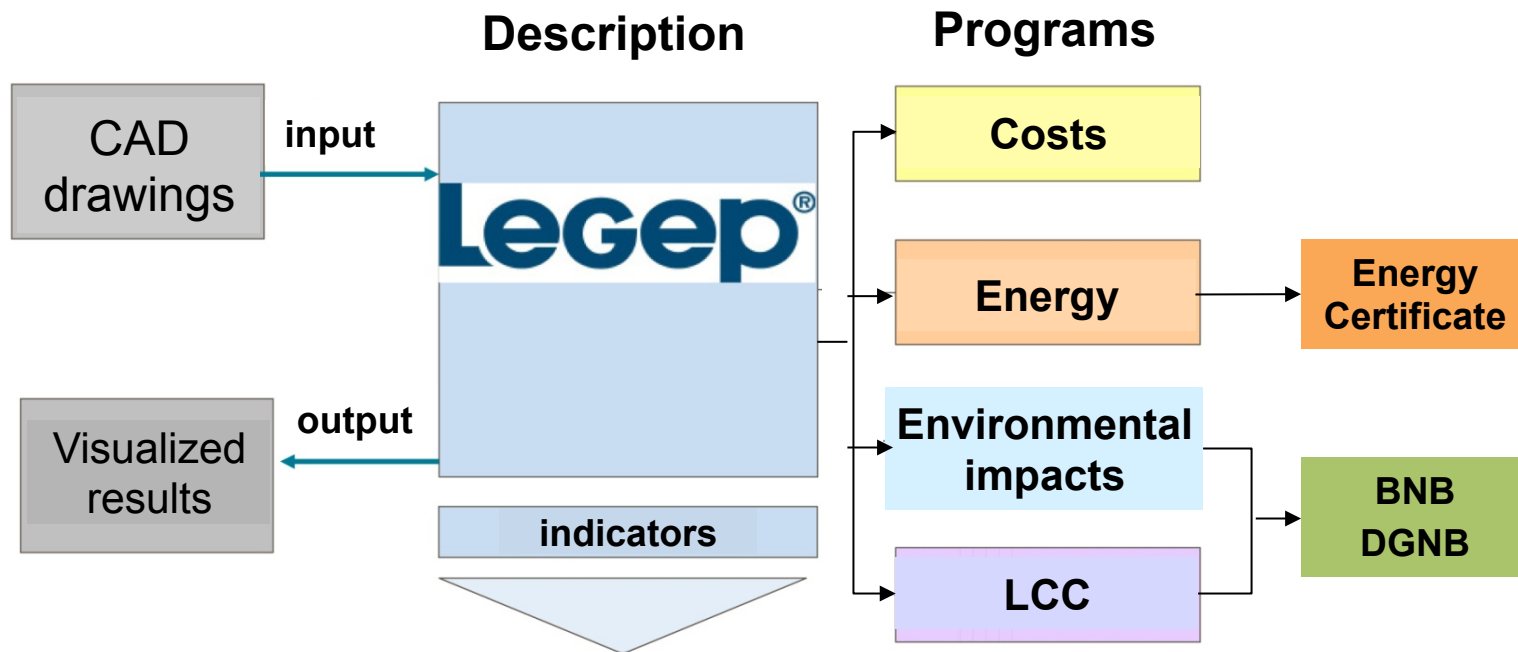 Description
Programs
CAD
drawings
input
LeGep®
Costs
Energy
Energy
Certificate
Visualized
results
output
Environmental
impacts
BNB
DGNB
indicators
LCC